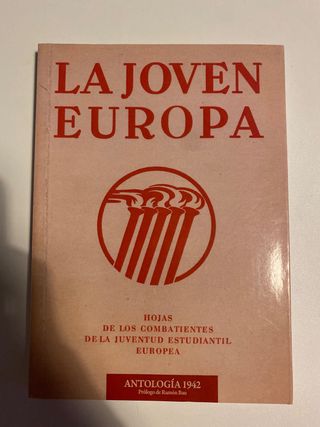 LA JOVEN
EUROPA
HOJAS
DE LOS COMBATIENTES
DE LA JUVENTUD ESTUDIANTIL
EUROPEA
ANTOLOGÍA 1942
Prólogo de Ramón Bau